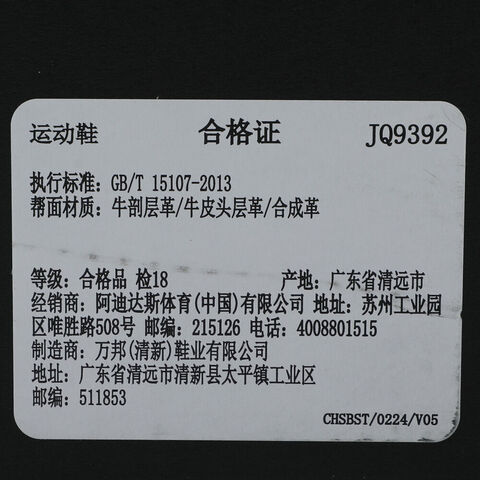 运动鞋 合格证 JQ9392
执行标准：GB/T 15107-2013
帮面材质：牛剖层革/牛皮头层革/合成革
等级：合格品 检18 产地：广东省清远市
经销商：阿迪达斯体育(中国)有限公司 地址：苏州工业园
区唯胜路508号 邮编：215126 电话：4008801515
制造商：万邦(清新)鞋业有限公司
地址：广东省清远市清新县太平镇工业区
邮编：511853
CHSBST/0224/V05